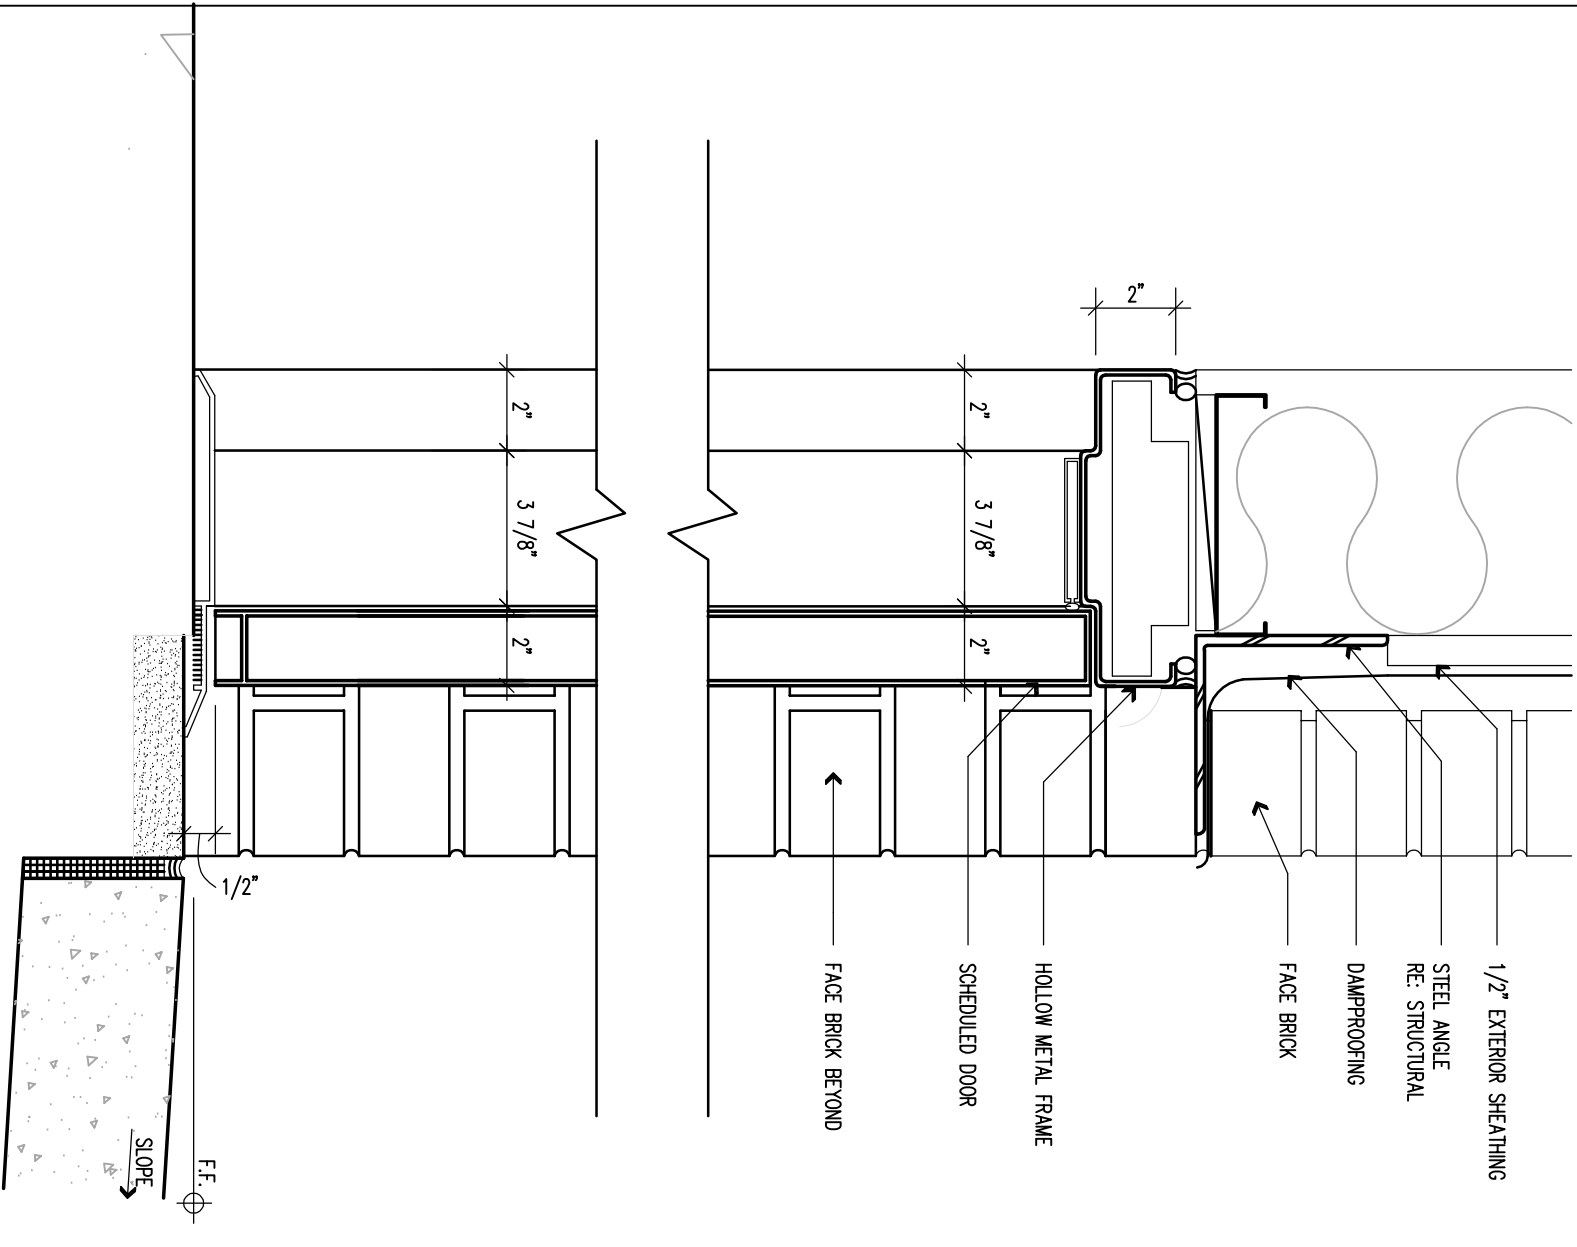 1/2" EXTERIOR SHEATHING
STEEL ANGLE
RE: STRUCTURAL
DAMPPROOFING
FACE BRICK
HOLLOW METAL FRAME
SCHEDULED DOOR
FACE BRICK BEYOND
2"
2"
3 7/8"
2"
2"
3 7/8"
2"
1/2"
F.F.
SLOPE